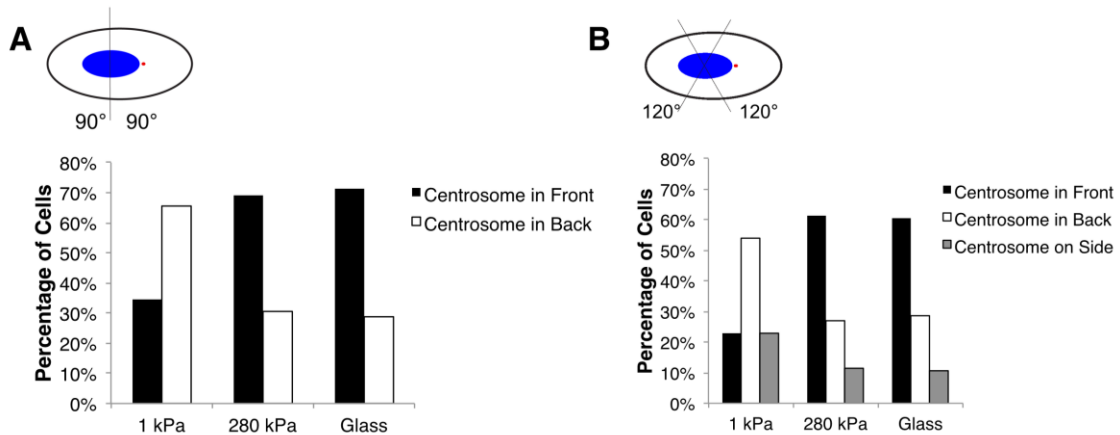 A
90° 90°
80%
70%
60%
50%
40%
30%
20%
10%
0%
Percentage of Cells
1 kPa 280 kPa Glass
Centrosome in Front
Centrosome in Back
B
120° 120°
80%
70%
60%
50%
40%
30%
20%
10%
0%
Percentage of Cells
1 kPa 280 kPa Glass
Centrosome in Front
Centrosome in Back
Centrosome on Side